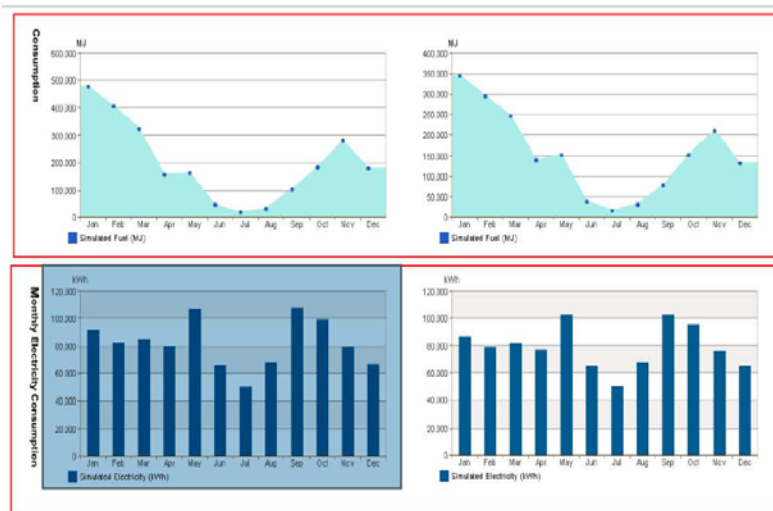 Consumption
MJ
600.000
500.000
400.000
300.000
200.000
100.000
0
Jan Feb Mar Apr May Jun Jul Aug Sep Oct Nov Dec
Simulated Fuel (MJ)
MJ
400.000
350.000
300.000
250.000
200.000
150.000
100.000
50.000
0
Jan Feb Mar Apr May Jun Jul Aug Sep Oct Nov Dec
Simulated Fuel (MJ)
Monthly Electricity Consumption
kWh
120.000
100.000
80.000
60.000
40.000
20.000
0
Jan Feb Mar Apr May Jun Jul Aug Sep Oct Nov Dec
Simulated Electricity (kWh)
kWh
120.000
100.000
80.000
60.000
40.000
20.000
0
Jan Feb Mar Apr May Jun Jul Aug Sep Oct Nov Dec
Simulated Electricity (kWh)